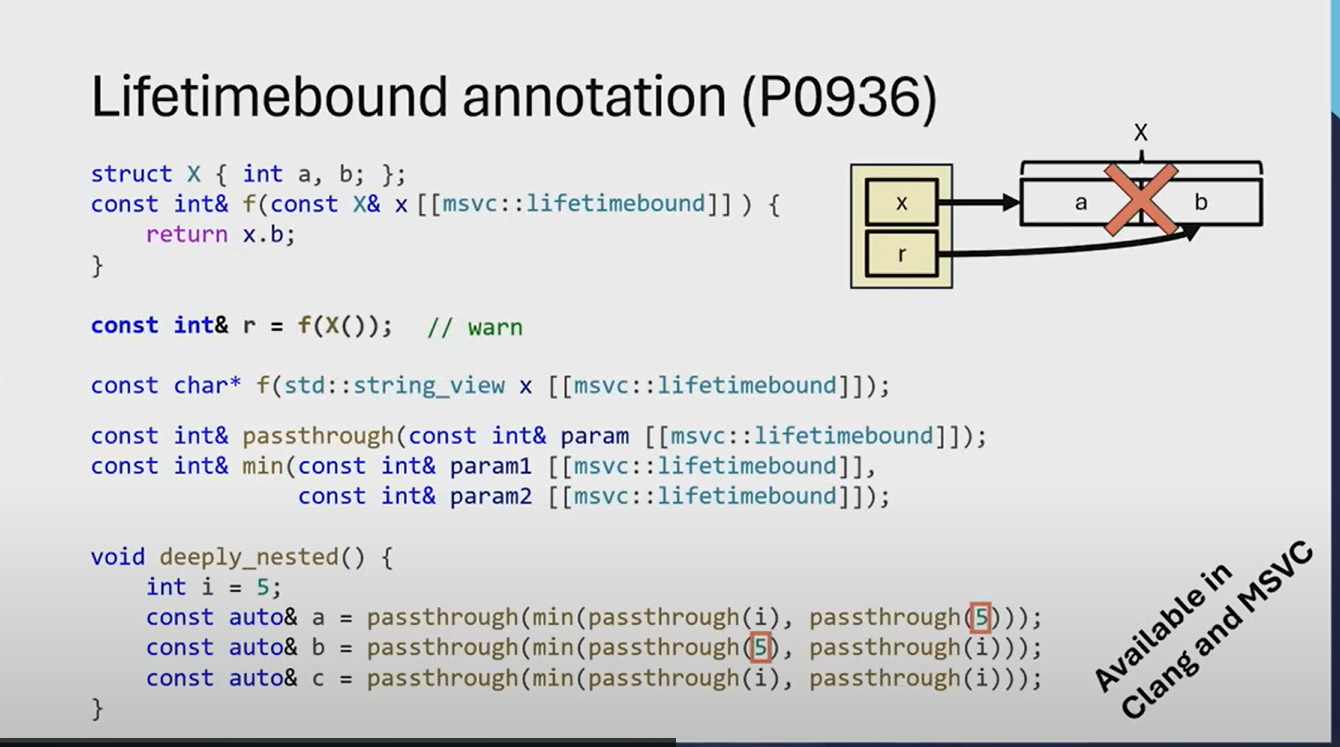 Lifetimebound annotation (P0936)
struct X { int a, b; };
const int& f(const X& x [[msvc::lifetimebound]] ) {
    return x.b;
}
const int& r = f(X());  // warn
const char* f(std::string_view x [[msvc::lifetimebound]]);
const int& passthrough(const int& param [[msvc::lifetimebound]]);
const int& min(const int& param1 [[msvc::lifetimebound]],
               const int& param2 [[msvc::lifetimebound]]);
void deeply_nested() {
    int i = 5;
    const auto& a = passthrough(min(passthrough(i), passthrough(5)));
    const auto& b = passthrough(min(passthrough(5), passthrough(i)));
    const auto& c = passthrough(min(passthrough(i), passthrough(i)));
}
X
x
a
b
r
Available in
Clang and MSVC